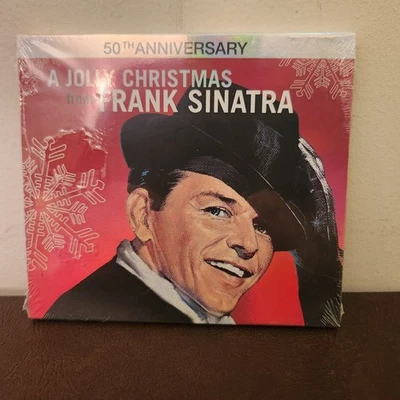 50TH ANNIVERSARY
A JOLLY CHRISTMAS
from FRANK SINATRA